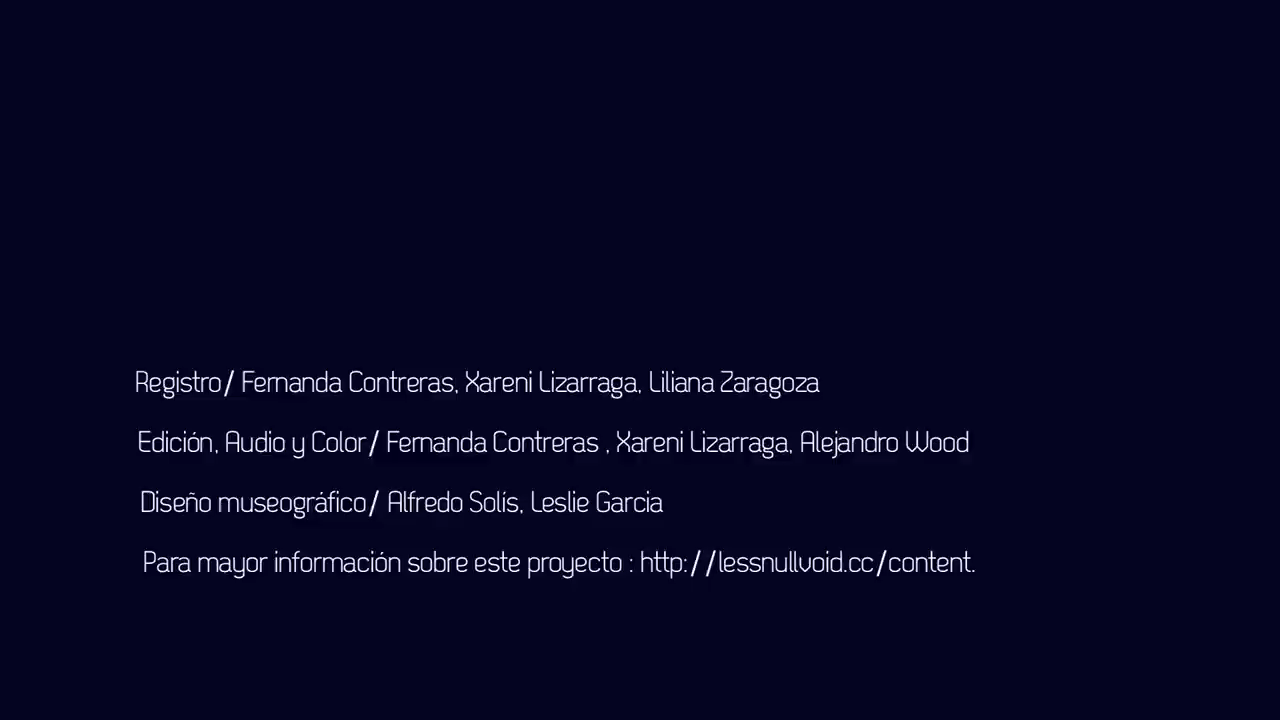 Registro/ Fernanda Contreras, Xareni Lizarraga, Liliana Zaragoza
Edición, Audio y Color/ Fernanda Contreras , Xareni Lizarraga, Alejandro Wood
Diseño museográfico/ Alfredo Solís, Leslie Garcia
Para mayor información sobre este proyecto : http://lessnullvoid.cc/content.